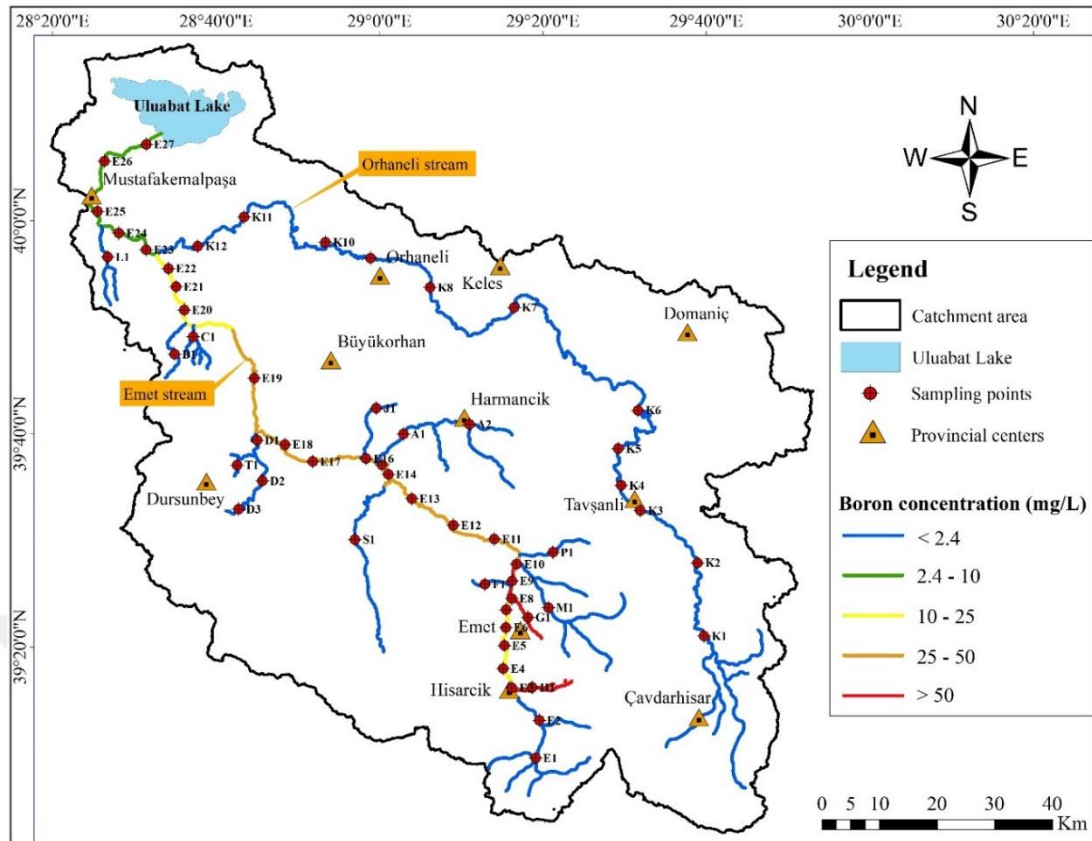 28°20'0"E 28°40'0"E 29°0'0"E 29°20'0"E 29°40'0"E 30°0'0"E 30°20'0"E
40°0'0"N
39°40'0"N
39°20'0"N
Uluabat Lake
E27
E26
Mustafakemalpaşa
E25
E24
E23
L1
E22
E21
E20
C1
B1
Orhaneli stream
K11
K12
K10
Orhaneli
K8
Keles
K7
Domaniç
Büyükorhan
Emet stream
E19
Harmancik
J1
A1
A2
K6
K5
D1
E18
E17
E16
T1
D2
E14
Dursunbey
D3
E13
K4
Tavşanli
K3
S1
E12
E11
P1
E10
K2
E9
E8
M1
G1
Emet
E6
E5
K1
E4
Hisarcik
E2
Çavdarhisar
E1
N
W E
S
Legend
Catchment area
Uluabat Lake
Sampling points
Provincial centers
Boron concentration (mg/L)
< 2.4
2.4 - 10
10 - 25
25 - 50
> 50
0 5 10 20 30 40
Km